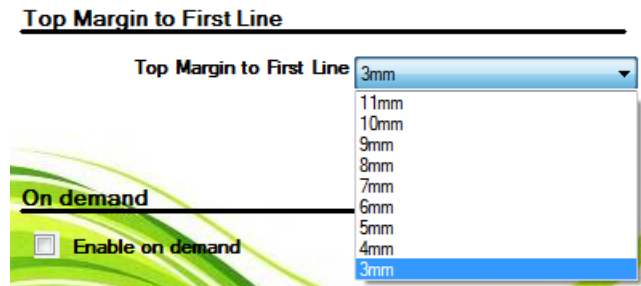 Top Margin to First Line
Top Margin to First Line 3mm
11mm
10mm
9mm
8mm
7mm
6mm
5mm
4mm
3mm
On demand
Enable on demand